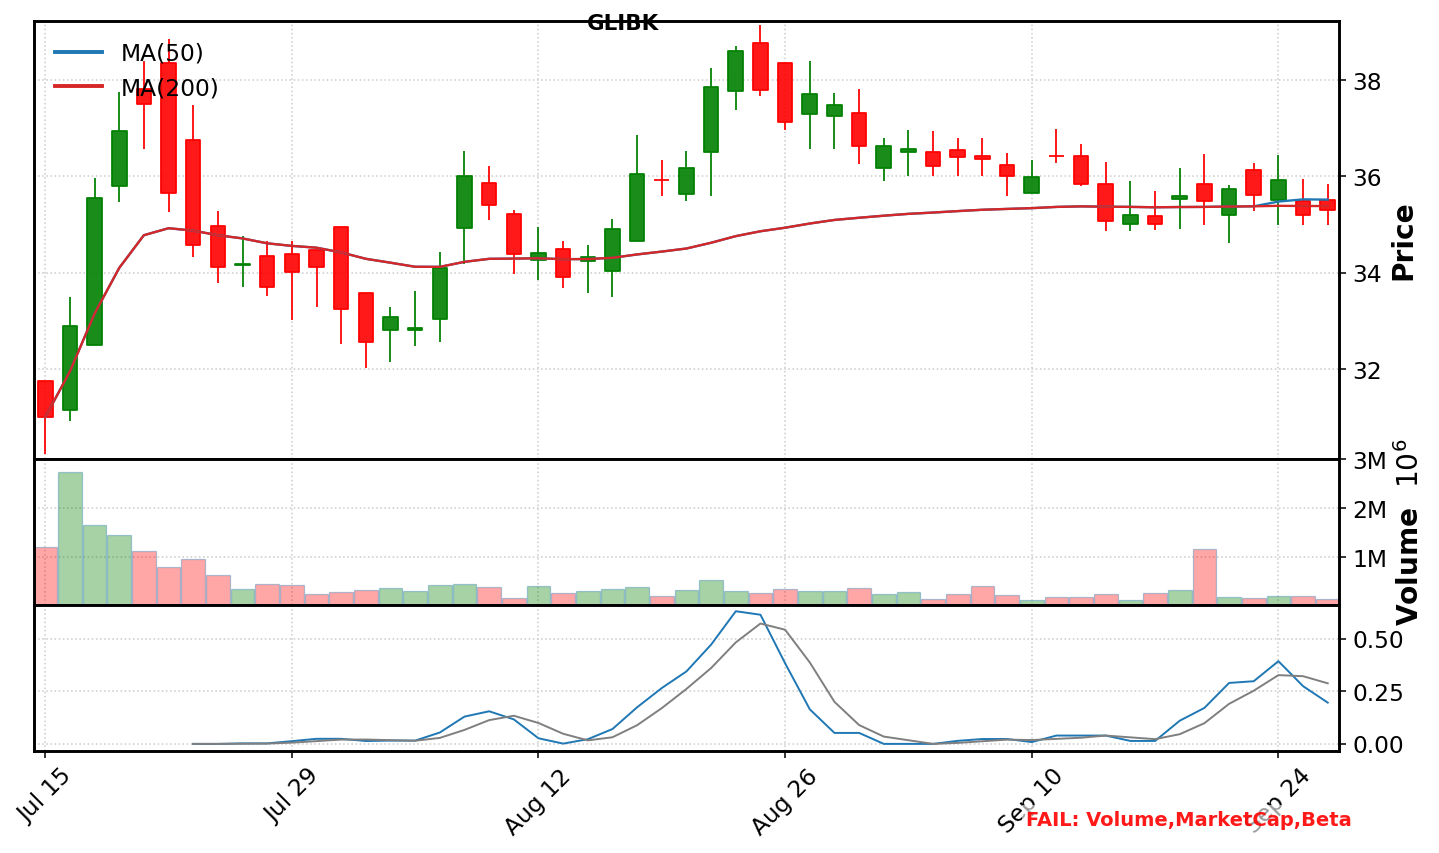 GLIBK
MA(50)
MA(200)
38
36
34
32
Price
3M
2M
1M
Volume 10^6
0.50
0.25
0.00
Jul 15
Jul 29
Aug 12
Aug 26
Sep 10
Sep 24
FAIL: Volume,MarketCap,Beta